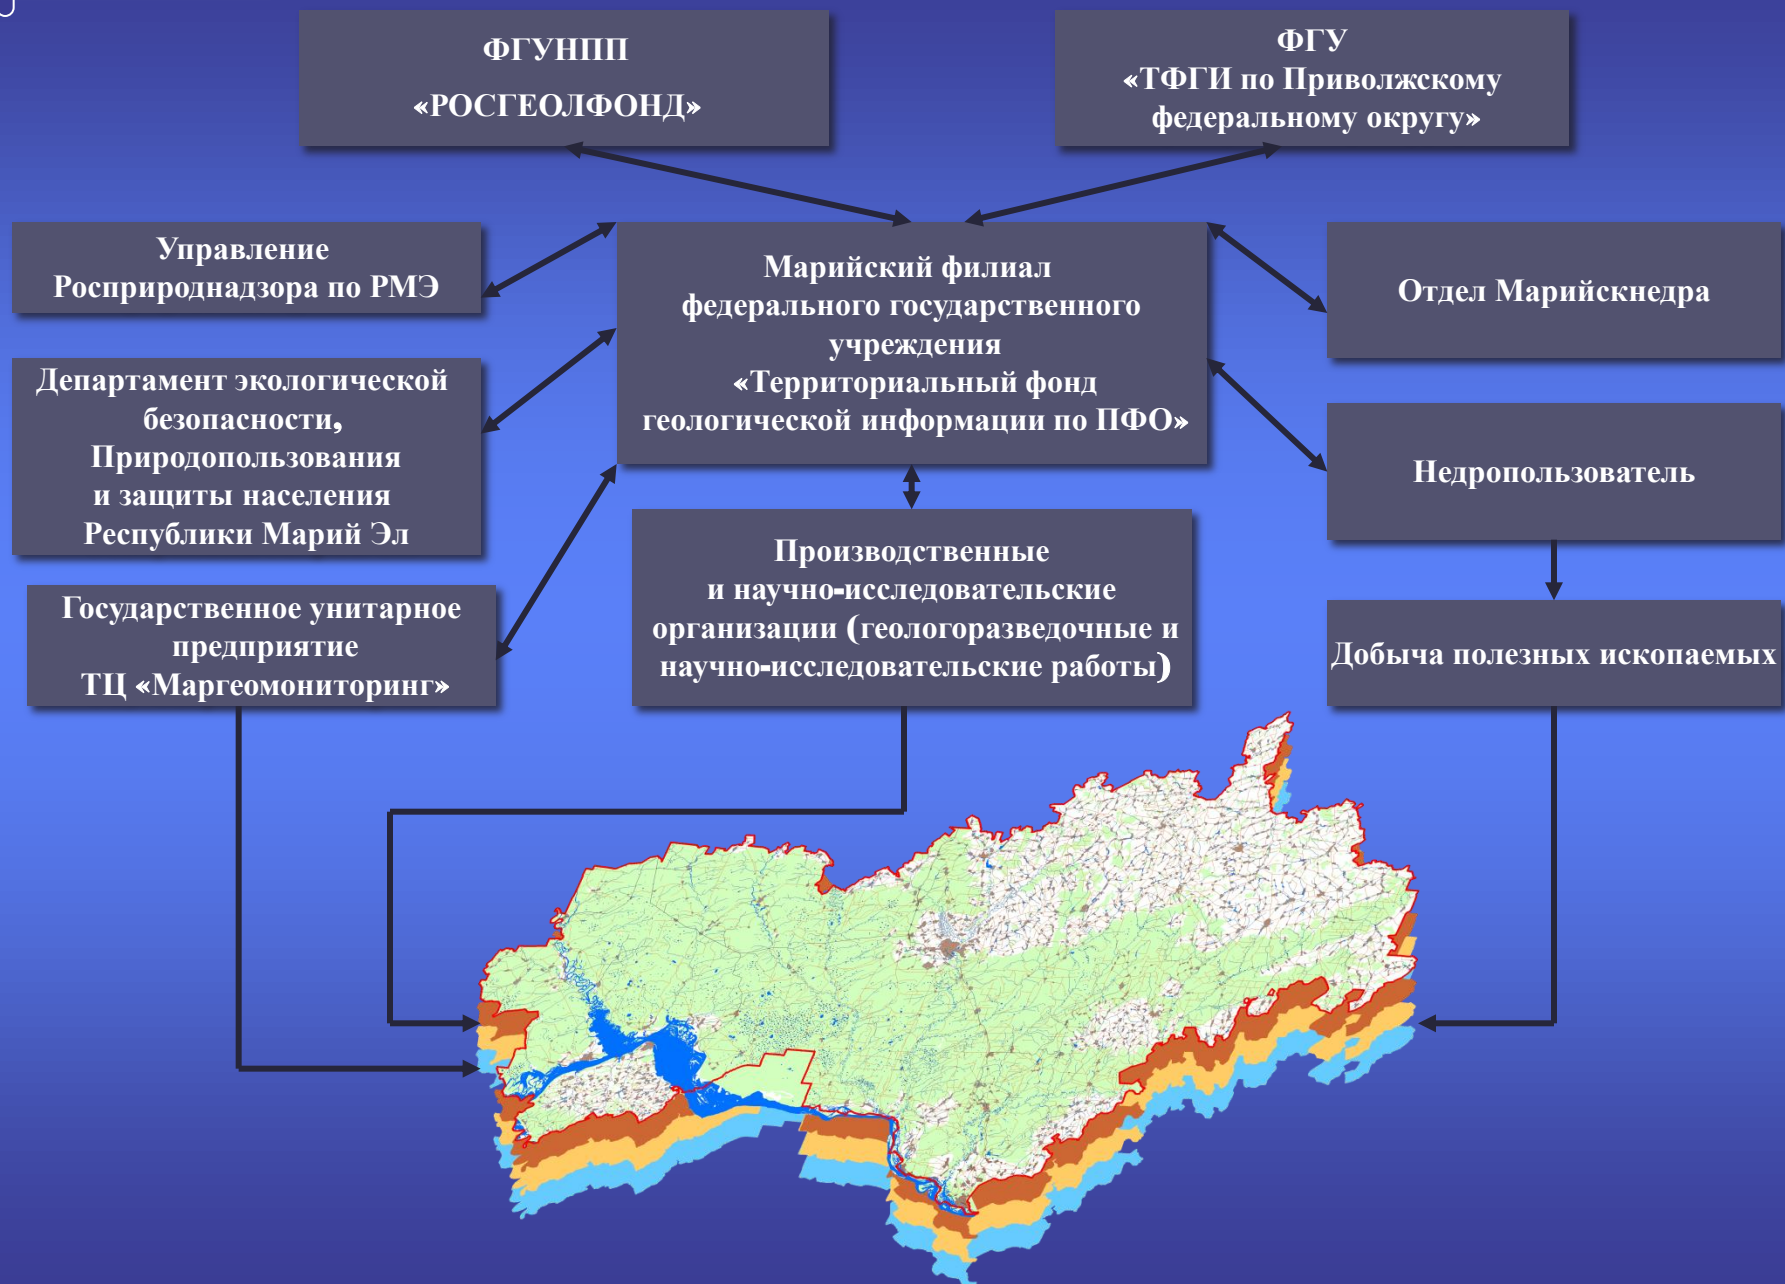 ФГУНПП
«РОСГЕОЛФОНД»
ФГУ
«ТФГИ по Приволжскому
федеральному округу»
Управление
Росприроднадзора по РМЭ
Марийский филиал
федерального государственного
учреждения
«Территориальный фонд
геологической информации по ПФО»
Отдел Марийскнедра
Департамент экологической
безопасности,
Природопользования
и защиты населения
Республики Марий Эл
Недропользователь
Государственное унитарное
предприятие
ТЦ «Маргеомониторинг»
Производственные
и научно-исследовательские
организации (геологоразведочные и
научно-исследовательские работы)
Добыча полезных ископаемых